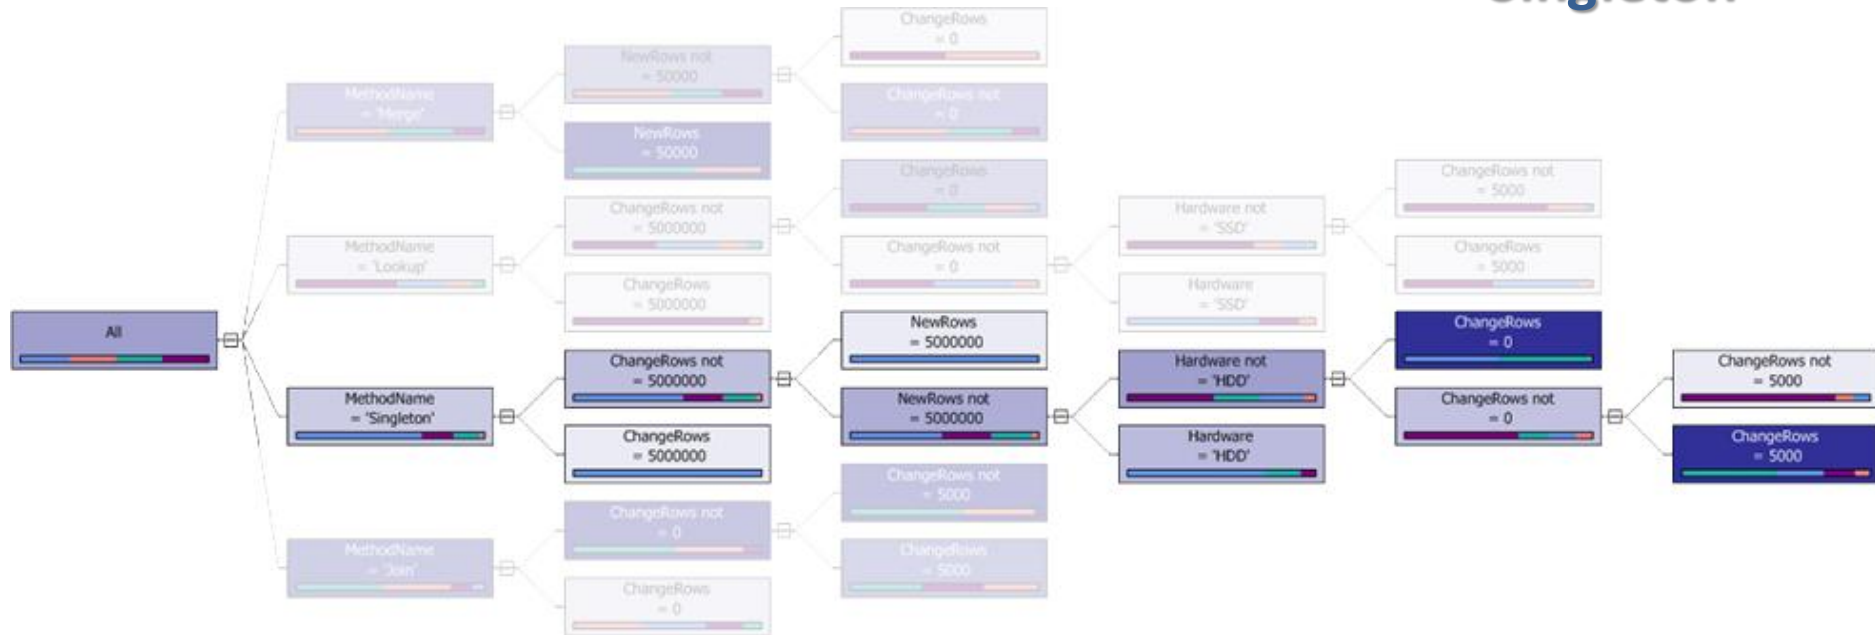 Singleton
ChangeRows
= 0
NewRows not
= 50000
MethodName
= 'Merge'
ChangeRows not
= 0
NewRows
= 50000
ChangeRows
= 0
ChangeRows not
= 5000000
MethodName
= 'Lookup'
ChangeRows not
= 0
ChangeRows
= 5000000
Hardware not
= 'SSD'
Hardware
= 'SSD'
ChangeRows not
= 5000
ChangeRows
= 5000
All
MethodName
= 'Singleton'
ChangeRows not
= 5000000
ChangeRows
= 5000000
NewRows
= 5000000
NewRows not
= 5000000
Hardware not
= 'HDD'
Hardware
= 'HDD'
ChangeRows
= 0
ChangeRows not
= 0
ChangeRows not
= 5000
ChangeRows
= 5000
MethodName
= 'Join'
ChangeRows not
= 0
ChangeRows
= 0
ChangeRows not
= 5000
ChangeRows
= 5000